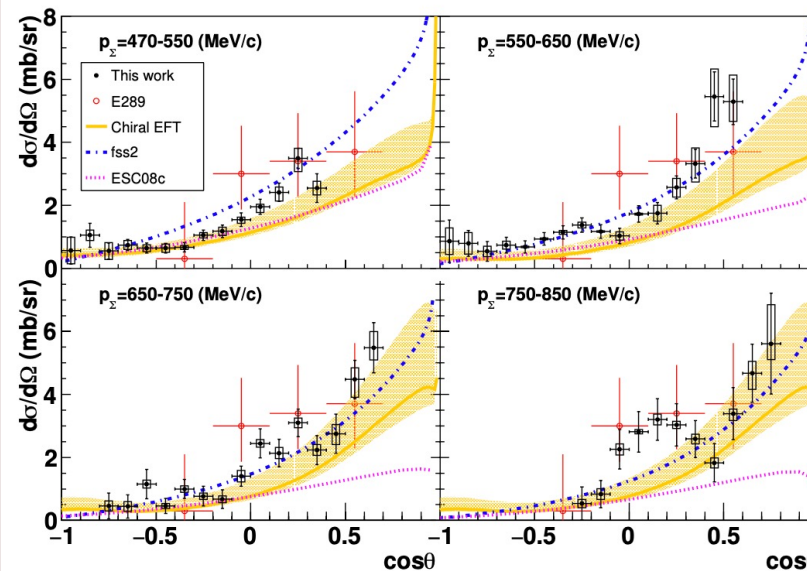 dσ/dΩ (mb/sr)
8
6
4
2
0
p_Σ=470-550 (MeV/c)
This work
E289
Chiral EFT
fss2
ESC08c
p_Σ=550-650 (MeV/c)
dσ/dΩ (mb/sr)
6
4
2
0
p_Σ=650-750 (MeV/c)
p_Σ=750-850 (MeV/c)
−1 −0.5 0 0.5 −1 −0.5 0 0.5
cosθ cos